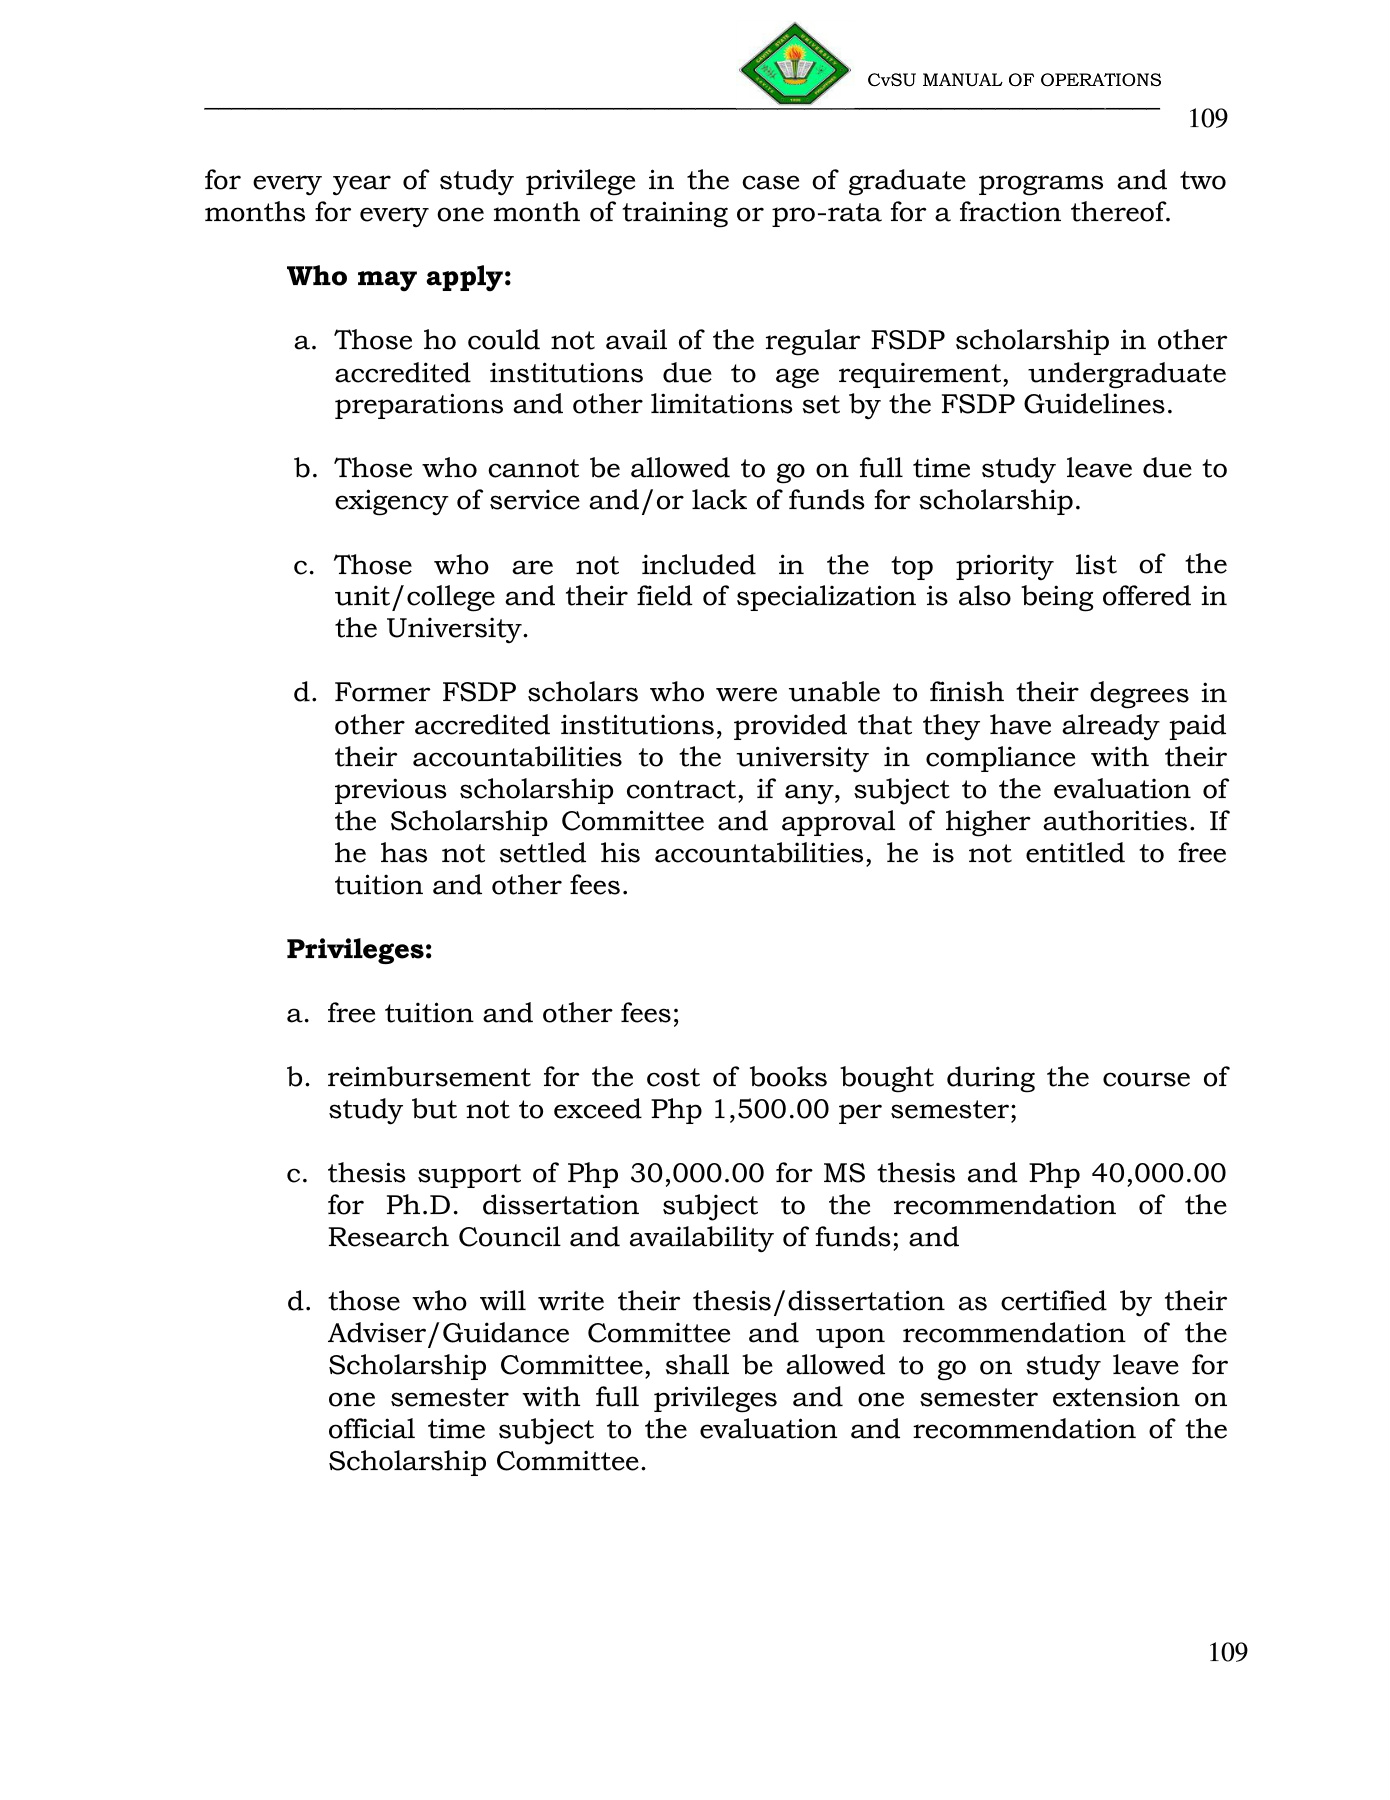 CvSU MANUAL OF OPERATIONS
109
for every year of study privilege in the case of graduate programs and two
months for every one month of training or pro-rata for a fraction thereof.
Who may apply:
a. Those ho could not avail of the regular FSDP scholarship in other
accredited institutions due to age requirement, undergraduate
preparations and other limitations set by the FSDP Guidelines.
b. Those who cannot be allowed to go on full time study leave due to
exigency of service and/or lack of funds for scholarship.
c. Those who are not included in the top priority list of the
unit/college and their field of specialization is also being offered in
the University.
d. Former FSDP scholars who were unable to finish their degrees in
other accredited institutions, provided that they have already paid
their accountabilities to the university in compliance with their
previous scholarship contract, if any, subject to the evaluation of
the Scholarship Committee and approval of higher authorities. If
he has not settled his accountabilities, he is not entitled to free
tuition and other fees.
Privileges:
a. free tuition and other fees;
b. reimbursement for the cost of books bought during the course of
study but not to exceed Php 1,500.00 per semester;
c. thesis support of Php 30,000.00 for MS thesis and Php 40,000.00
for Ph.D. dissertation subject to the recommendation of the
Research Council and availability of funds; and
d. those who will write their thesis/dissertation as certified by their
Adviser/Guidance Committee and upon recommendation of the
Scholarship Committee, shall be allowed to go on study leave for
one semester with full privileges and one semester extension on
official time subject to the evaluation and recommendation of the
Scholarship Committee.
109